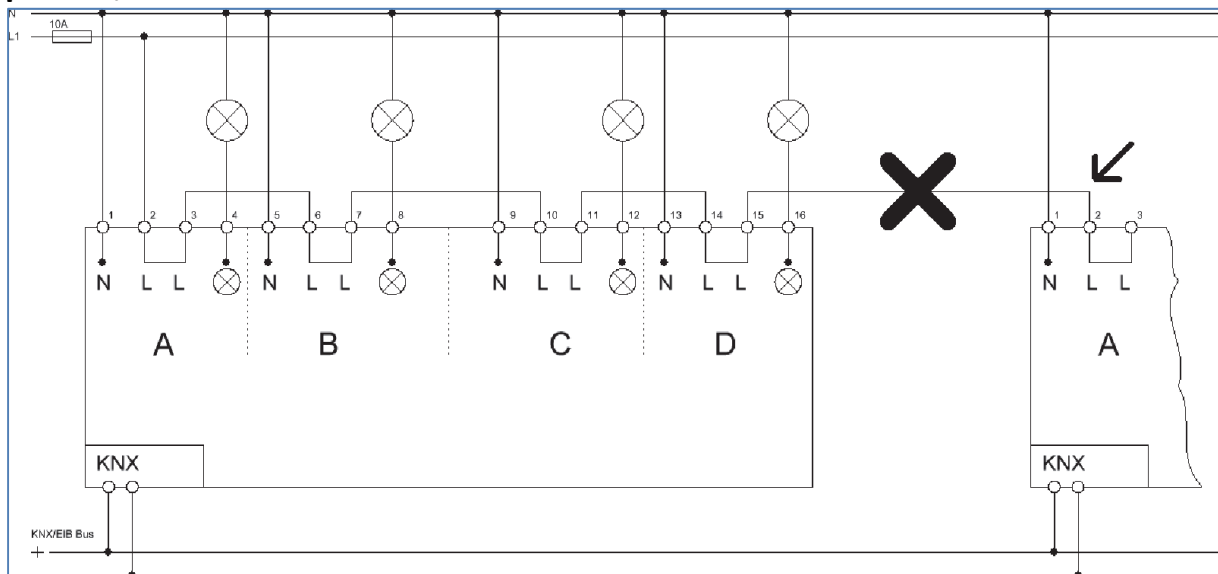 N
10A
L1
1 2 3 4 5 6 7 8 9 10 11 12 13 14 15 16 1 2 3
N L L N L L N L L N L L N L L
A B C D A
KNX KNX
KNX/EIB Bus
+